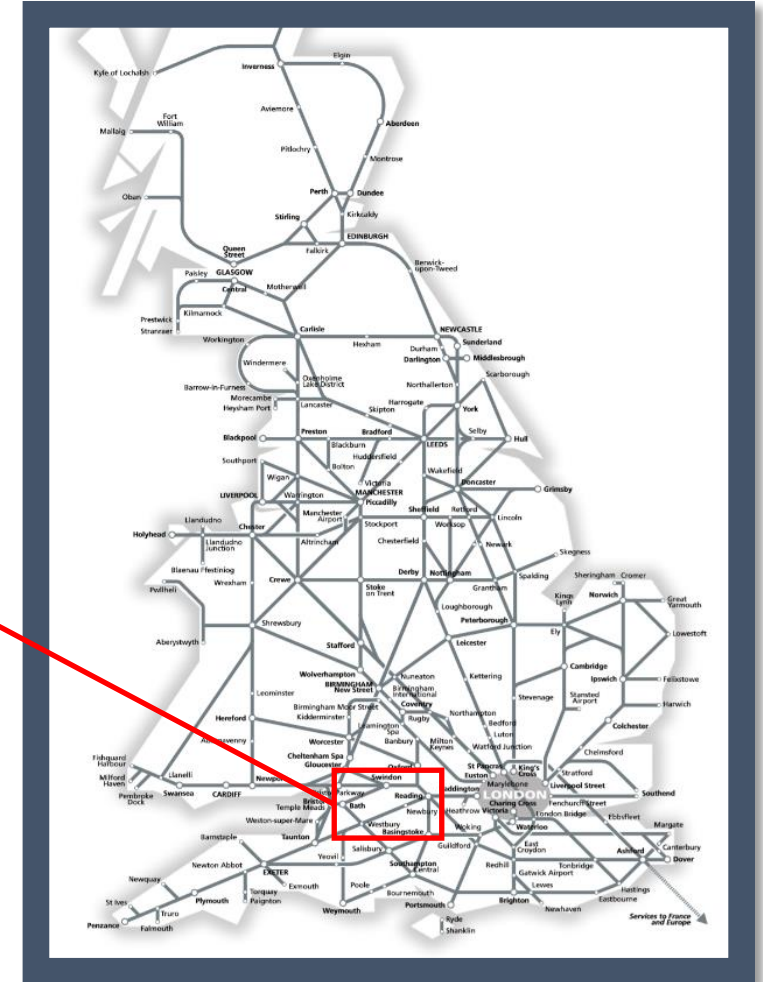 Elgin
Kyle of Lochalsh
Inverness
Aviemore
Fort
William
Aberdeen
Mallaig
Pitlochry
Montrose
Oban
Perth
Dundee
Stirling
Kirkcaldy
Queen
Street
Falkirk
EDINBURGH
Berwick-
upon-Tweed
Paisley
GLASGOW
Central
Motherwell
Prestwick
Kilmarnock
Stranraer
Carlisle
NEWCASTLE
Workington
Hexham
Durham
Sunderland
Darlington
Middlesbrough
Windermere
Scarborough
Oxenholme
Lake District
Barrow-in-Furness
Northallerton
Morecambe
Heysham Port
Lancaster
Harrogate
York
Skipton
Blackpool
Preston
Bradford
Selby
Hull
Blackburn
LEEDS
Southport
Huddersfield
Bolton
Wakefield
Wigan
Victoria
Doncaster
MANCHESTER
Piccadilly
Grimsby
LIVERPOOL
Warrington
Manchester
Airport
Sheffield
Retford
Lincoln
Llandudno
Chester
Stockport
Worksop
Holyhead
Llandudno
Junction
Altrincham
Chesterfield
Newark
Skegness
Blaenau Ffestiniog
Derby
Nottingham
Wrexham
Crewe
Stoke
on Trent
Grantham
Spalding
Sheringham
Cromer
Pwllheli
Kings
Lynn
Norwich
Great
Yarmouth
Loughborough
Peterborough
Shrewsbury
Ely
Lowestoft
Aberystwyth
Stafford
Leicester
Wolverhampton
Nuneaton
Cambridge
BIRMINGHAM
New Street
Birmingham
International
Kettering
Ipswich
Felixstowe
Leominster
Coventry
Stevenage
Stansted
Airport
Harwich
Birmingham Moor Street
Kidderminster
Rugby
Northampton
Hereford
Leamington
Spa
Bedford
Colchester
Abergavenny
Worcester
Banbury
Milton
Keynes
Luton
Watford Junction
Chelmsford
Cheltenham Spa
Gloucester
Oxford
St Pancras
Euston
King's
Cross
Stratford
Fishguard
Harbour
Llanelli
Newport
Swindon
Marylebone
Liverpool Street
Milford
Haven
Pembroke
Dock
Swansea
CARDIFF
Parkway
Reading
Paddington
LONDON
Southend
Bristol
Temple Meads
Bath
Newbury
Heathrow
Victoria
Charing Cross
Fenchurch Street
London Bridge
Ebbsfleet
Weston-super-Mare
Westbury
Basingstoke
Woking
Waterloo
Margate
Barnstaple
Taunton
Salisbury
Guildford
East
Croydon
Ashford
Canterbury
Dover
Newton Abbot
Yeovil
Southampton
Central
Redhill
Tonbridge
Gatwick Airport
Newquay
EXETER
Exmouth
Poole
Bournemouth
Lewes
Hastings
Eastbourne
St Ives
Plymouth
Torquay
Paignton
Weymouth
Portsmouth
Brighton
Newhaven
Truro
Penzance
Falmouth
Ryde
Shanklin
Services to France
and Europe